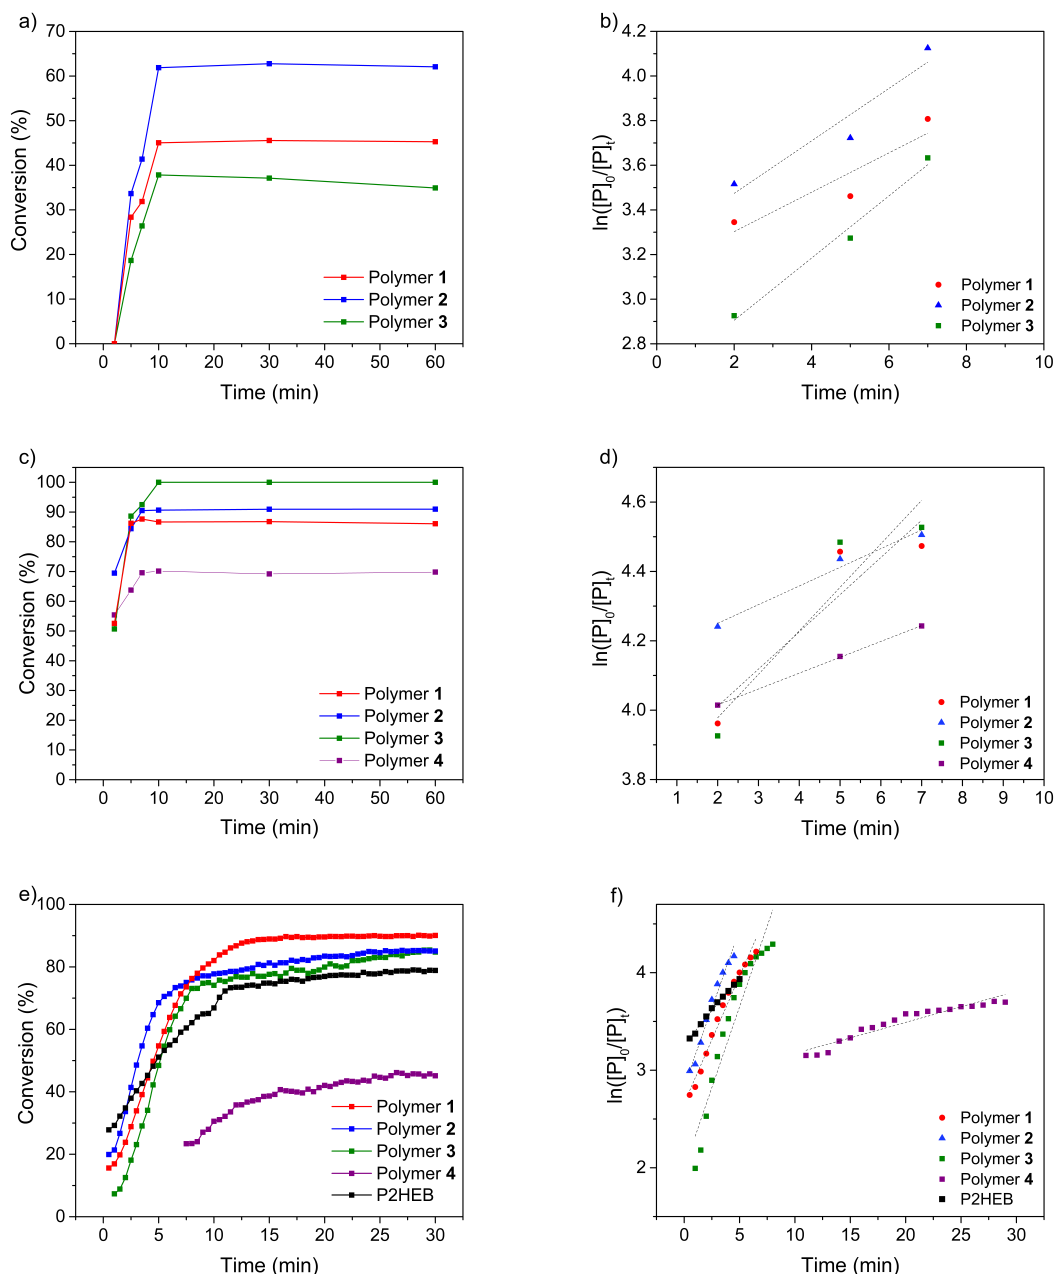 a)
70
60
50
40
30
20
10
0
Conversion (%)
Polymer 1
Polymer 2
Polymer 3
0 10 20 30 40 50 60
Time (min)
b)
4.2
4.0
3.8
3.6
3.4
3.2
3.0
2.8
ln([P]0/[P]t)
Polymer 1
Polymer 2
Polymer 3
0 2 4 6 8 10
Time (min)
c)
100
90
80
70
60
50
40
30
20
10
0
Conversion (%)
Polymer 1
Polymer 2
Polymer 3
Polymer 4
0 10 20 30 40 50 60
Time (min)
d)
4.6
4.4
4.2
4.0
3.8
ln([P]0/[P]t)
Polymer 1
Polymer 2
Polymer 3
Polymer 4
1 2 3 4 5 6 7 8 9 10
Time (min)
e)
100
80
60
40
20
0
Conversion (%)
Polymer 1
Polymer 2
Polymer 3
Polymer 4
P2HEB
0 5 10 15 20 25 30
Time (min)
f)
4
3
2
ln([P]0/[P]t)
Polymer 1
Polymer 2
Polymer 3
Polymer 4
P2HEB
0 5 10 15 20 25 30
Time (min)